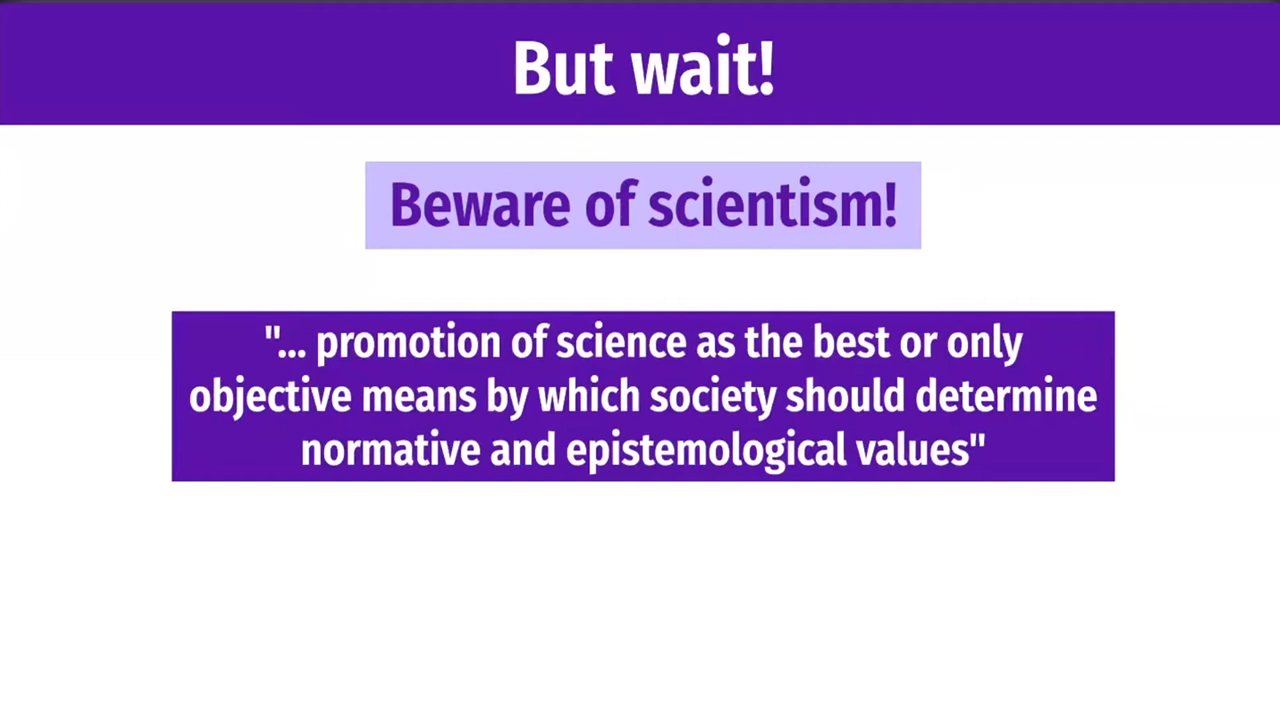 But wait!
Beware of scientism!
"... promotion of science as the best or only
objective means by which society should determine
normative and epistemological values"